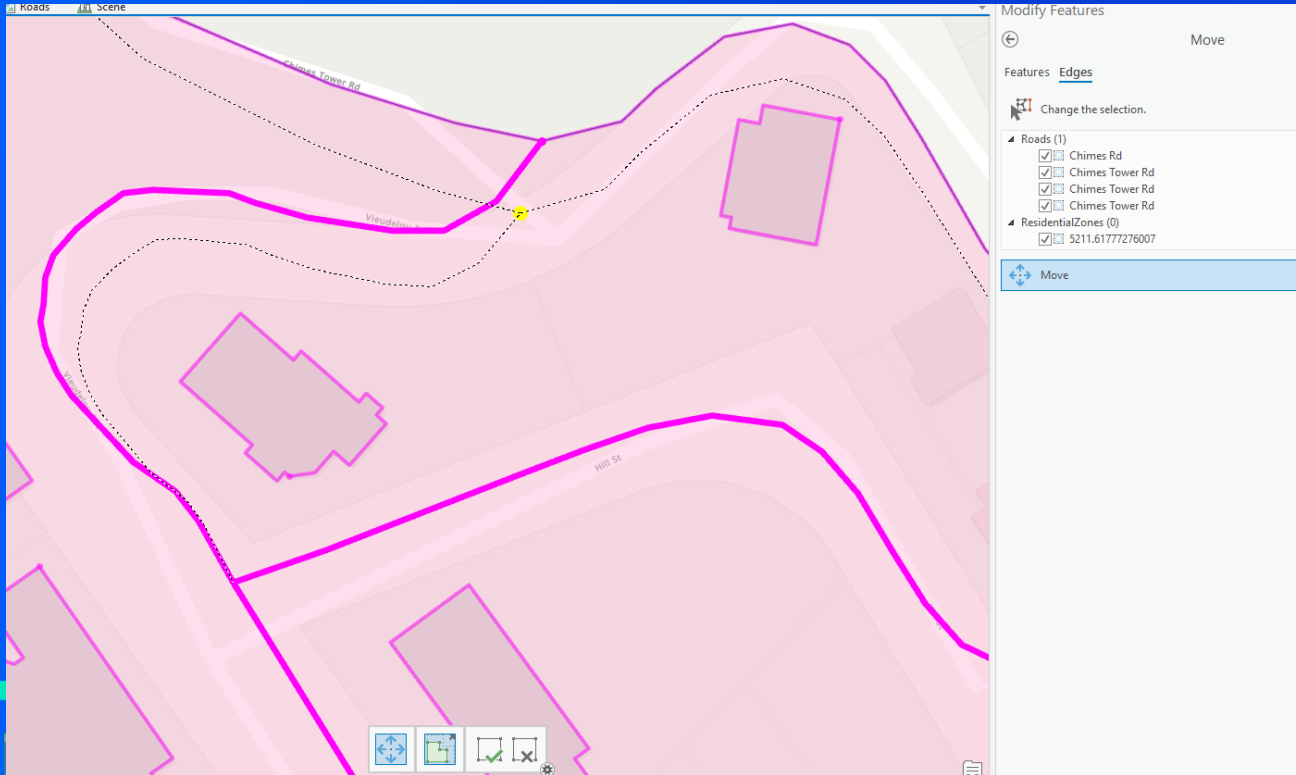 Roads Scene
Modify Features
Move
Features Edges
Change the selection.
Roads (1)
Chimes Rd
Chimes Tower Rd
Chimes Tower Rd
Chimes Tower Rd
ResidentialZones (0)
5211.61777276007
Move
Chimes Tower Rd
Hill St